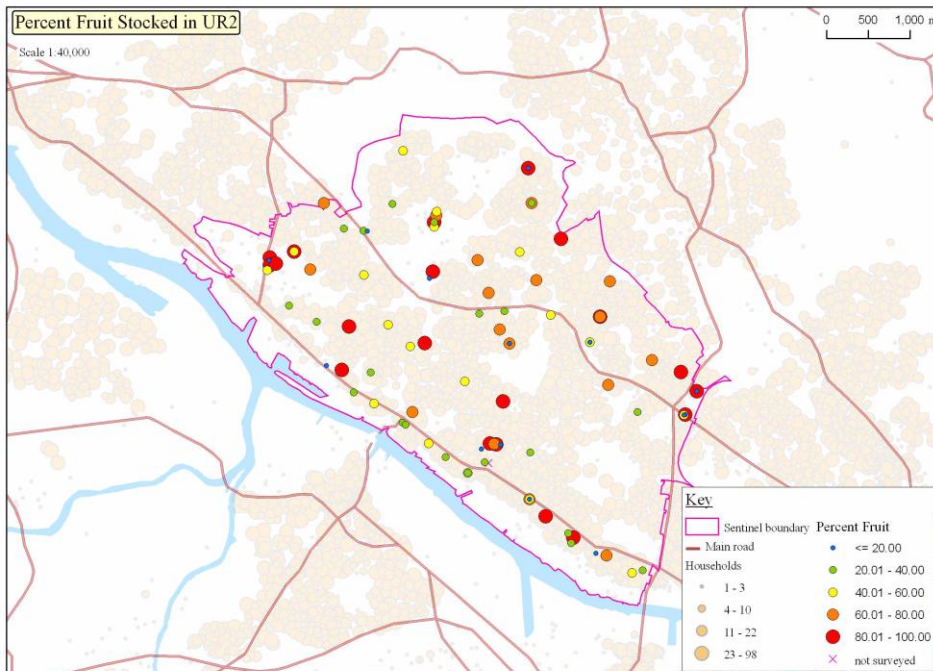 Percent Fruit Stocked in UR2
Scale 1:40,000
0 500 1,000 m
Key
Sentinel boundary
Main road
Households
1 - 3
4 - 10
11 - 22
23 - 98
Percent Fruit
<= 20.00
20.01 - 40.00
40.01 - 60.00
60.01 - 80.00
80.01 - 100.00
not surveyed